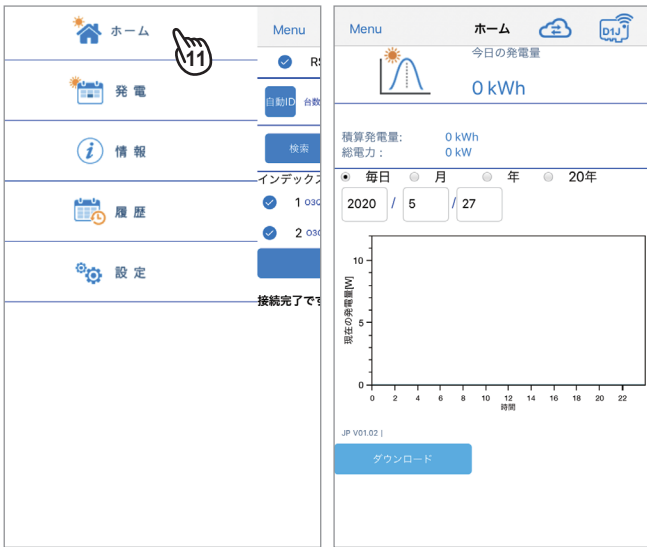 ホーム
11
発 電
情 報
履 歴
設 定
Menu
RS
自動ID 台数
検索
インデックス
1 030
2 030
接続完了です
Menu
ホーム
D1J
今日の発電量
0 kWh
積算発電量: 0 kWh
総電力 : 0 kW
毎日 月 年 20年
2020 / 5 / 27
現在の発電量[W]
10
5
0
0 2 4 6 8 10 12 14 16 18 20 22
時間
JP V01.02 |
ダウンロード